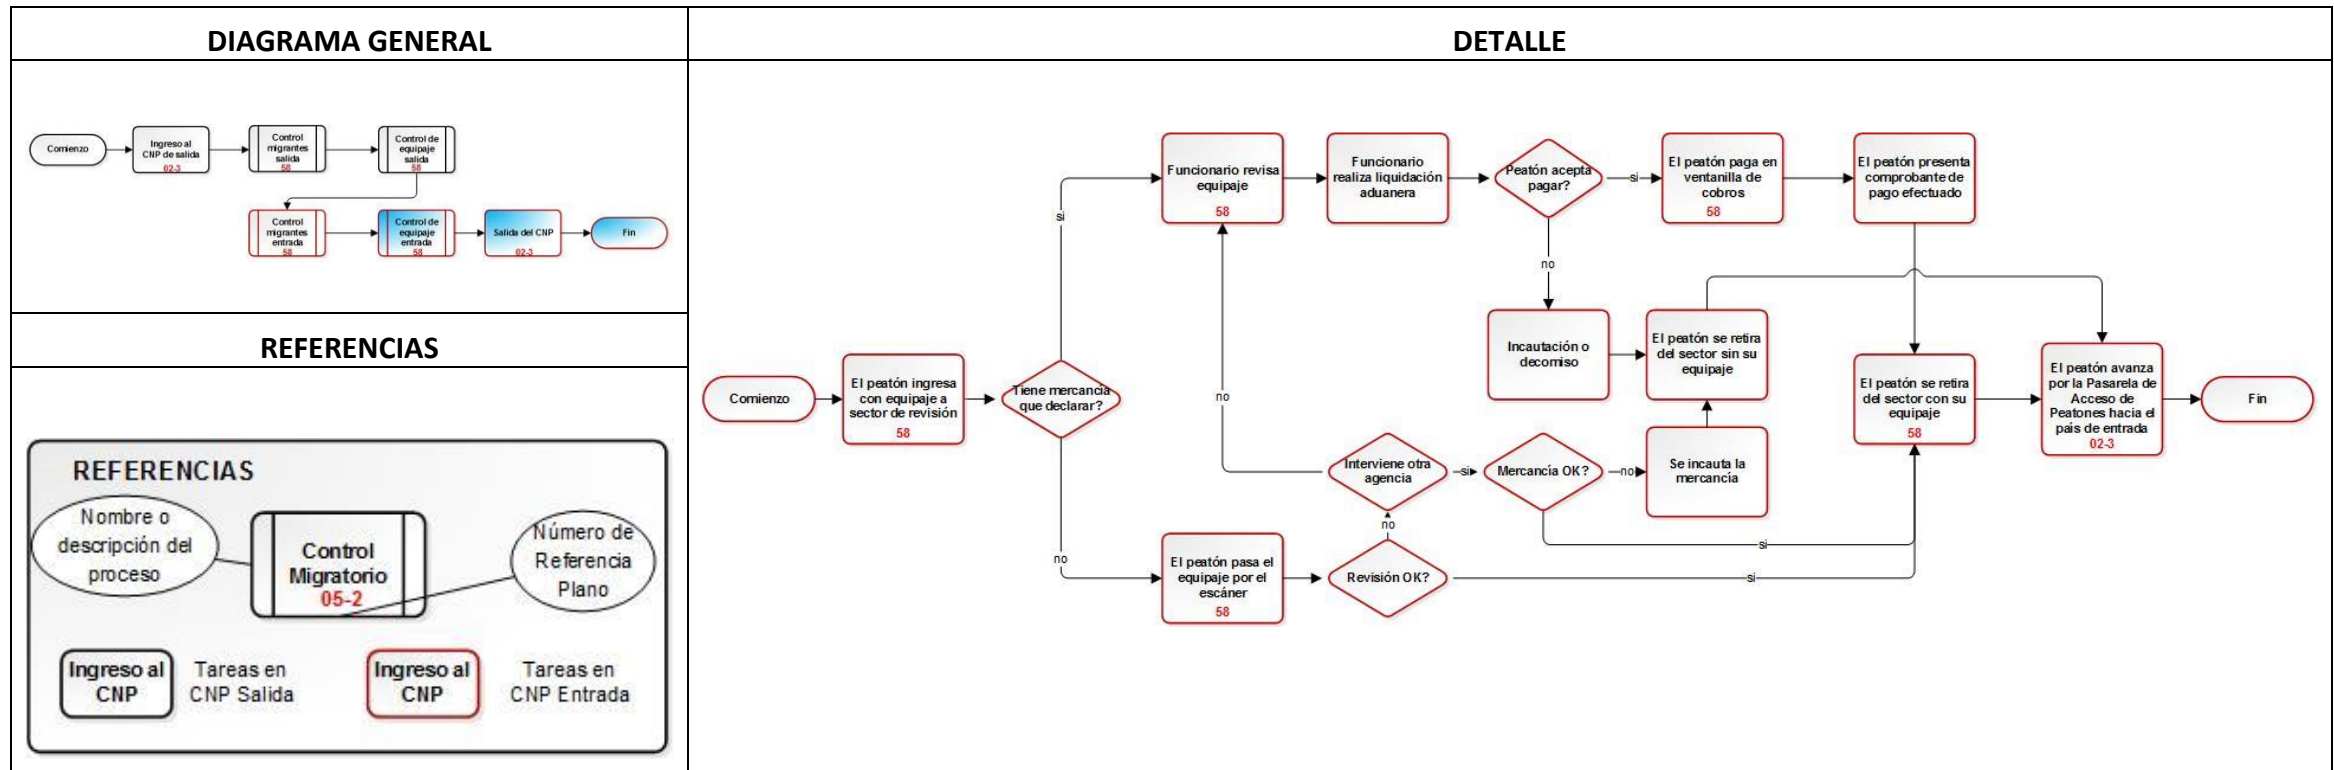 DIAGRAMA GENERAL
Comienzo
Ingreso al
CNP de salida
02-3
Control
migrantes
salida
58
Control de
equipaje
salida
58
Control
migrantes
entrada
58
Control de
equipaje
entrada
58
Salida del CNP
02-3
Fin
REFERENCIAS
REFERENCIAS
Nombre o
descripción del
proceso
Control
Migratorio
05-2
Número de
Referencia
Plano
Ingreso al
CNP
Tareas en
CNP Salida
Ingreso al
CNP
Tareas en
CNP Entrada
DETALLE
Comienzo
El peatón ingresa
con equipaje a
sector de revisión
58
Tiene mercancía
que declarar?
si
no
Funcionario revisa
equipaje
58
Funcionario
realiza liquidación
aduanera
Peatón acepta
pagar?
si
no
El peatón paga en
ventanilla de
cobros
58
El peatón presenta
comprobante de
pago efectuado
Incautación o
decomiso
El peatón se retira
del sector sin su
equipaje
El peatón pasa el
equipaje por el
escáner
58
Revisión OK?
no
si
Interviene otra
agencia
no
si
Mercancía OK?
no
si
Se incauta la
mercancía
El peatón se retira
del sector con su
equipaje
58
El peatón avanza
por la Pasarela de
Acceso de
Peatones hacia el
país de entrada
02-3
Fin